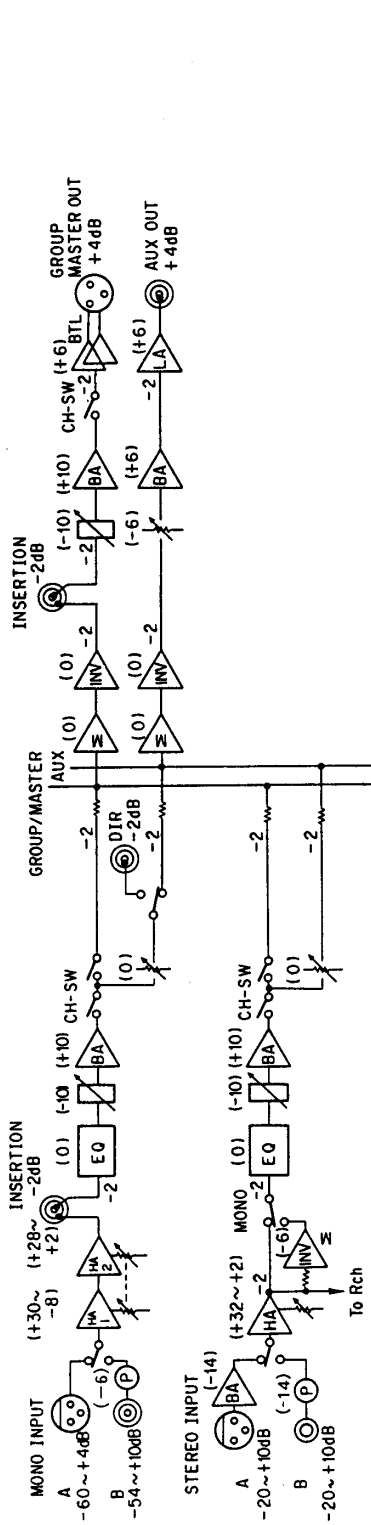 MONO INPUT
A
-60~+4dB
B
-54~+10dB
(-6)
P
(+30~
-8)
HA
1
(+28~
+2)
HA
2
INSERTION
-2dB
-2
(0)
EQ
(-10)
(+10)
BA
CH-SW
(0)
DIR
-2dB
-2
-2
GROUP/MASTER
AUX
(0)
M
(0)
INV
-2
INSERTION
-2dB
-2
(-10)
(+10)
BA
CH-SW
-2
(+6)
BTL
GROUP
MASTER OUT
+4dB
(0)
M
(0)
INV
-2
(-6)
(+6)
BA
-2
(+6)
LA
AUX OUT
+4dB
STEREO INPUT
A
-20~+10dB
B
-20~+10dB
(-14)
BA
(-14)
P
(+32~+2)
HA
-2
To Rch
(-6)
INV
M
MONO
-2
(0)
EQ
(-10)
(+10)
BA
CH-SW
(0)
-2
-2